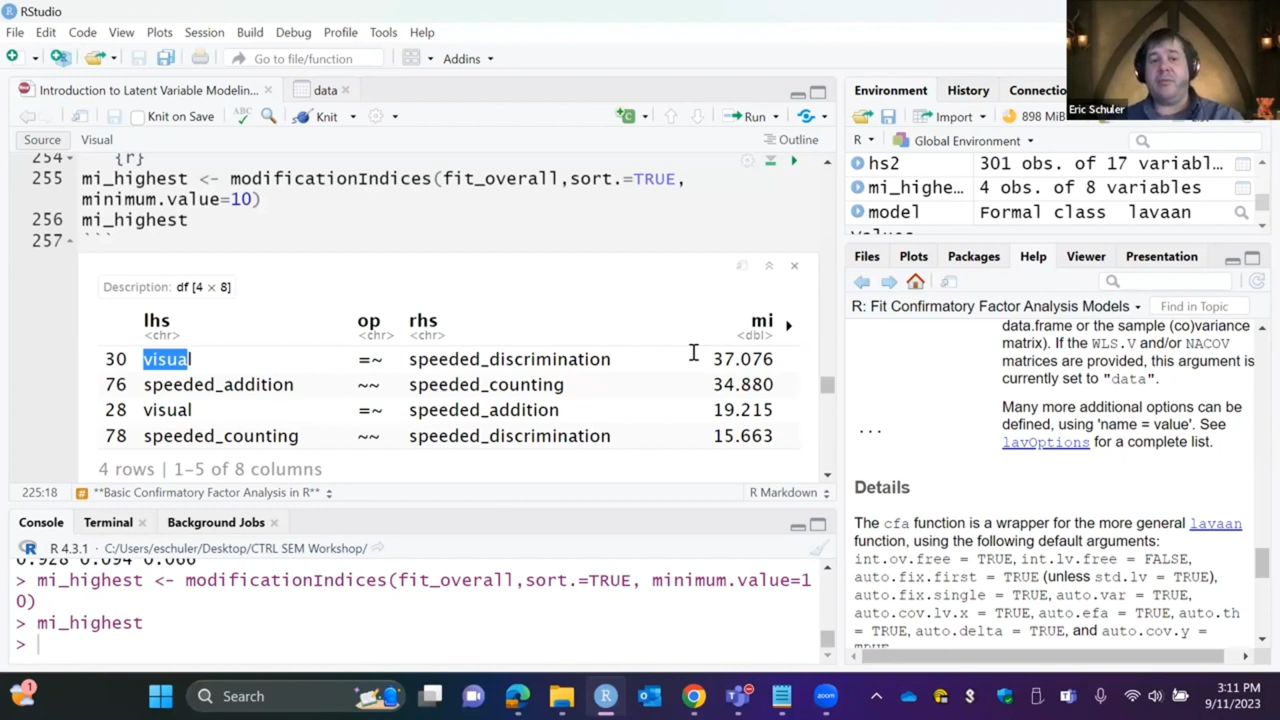 RStudio
File Edit Code View Plots Session Build Debug Profile Tools Help
Go to file/function Addins
Introduction to Latent Variable Modelin... data
Knit on Save ABC Knit Run
Source Visual Outline
254 {r}
255 mi_highest <- modificationIndices(fit_overall,sort.=TRUE,
minimum.value=10)
256 mi_highest
257 ```
Description: df [4 × 8]
lhs op rhs mi
<chr> <chr> <chr> <dbl>
30 visual =~ speeded_discrimination 37.076
76 speeded_addition ~~ speeded_counting 34.880
28 visual =~ speeded_addition 19.215
78 speeded_counting ~~ speeded_discrimination 15.663
4 rows | 1–5 of 8 columns
225:18 # **Basic Confirmatory Factor Analysis in R** R Markdown
Console Terminal Background Jobs
R R 4.3.1 · C:/Users/eschuler/Desktop/CTRL SEM Workshop/
0.928 0.094 0.066
> mi_highest <- modificationIndices(fit_overall,sort.=TRUE, minimum.value=1
0)
> mi_highest
>
Environment History Connectio
Import 898 MiB
R Global Environment
hs2 301 obs. of 17 variabl...
mi_highe... 4 obs. of 8 variables
model Formal class lavaan
Values
Eric Schuler
Files Plots Packages Help Viewer Presentation
R: Fit Confirmatory Factor Analysis Models Find in Topic
data.frame or the sample (co)variance
matrix). If the WLS.V and/or NACOV
matrices are provided, this argument is
currently set to "data".
... Many more additional options can be
defined, using 'name = value'. See
lavOptions for a complete list.
Details
The cfa function is a wrapper for the more general lavaan
function, using the following default arguments:
int.ov.free = TRUE, int.lv.free = FALSE,
auto.fix.first = TRUE (unless std.lv = TRUE),
auto.fix.single = TRUE, auto.var = TRUE,
auto.cov.lv.x = TRUE, auto.efa = TRUE, auto.th
= TRUE, auto.delta = TRUE, and auto.cov.y =
TRUE
1 Search R zoom 3:11 PM
9/11/2023